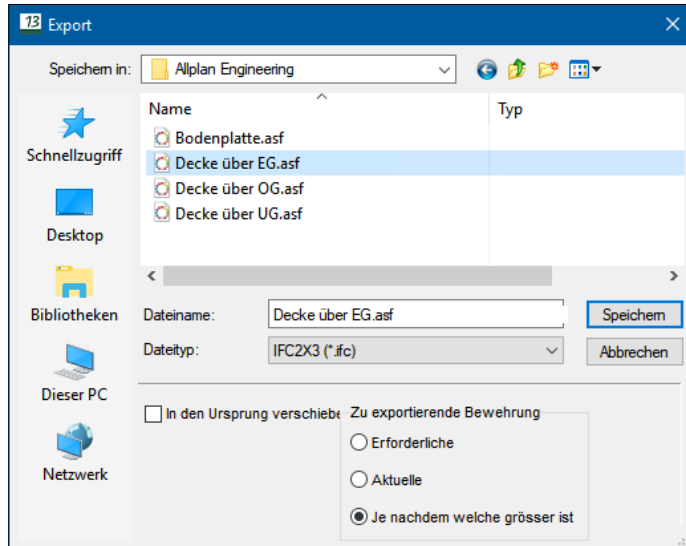 13 Export
Speichern in: Allplan Engineering
Name Typ
Bodenplatte.asf
Decke über EG.asf
Decke über OG.asf
Decke über UG.asf
Schnellzugriff
Desktop
Bibliotheken
Dieser PC
Netzwerk
Dateiname: Decke über EG.asf Speichern
Dateityp: IFC2X3 (*.ifc) Abbrechen
In den Ursprung verschiebe
Zu exportierende Bewehrung
Erforderliche
Aktuelle
Je nachdem welche grösser ist